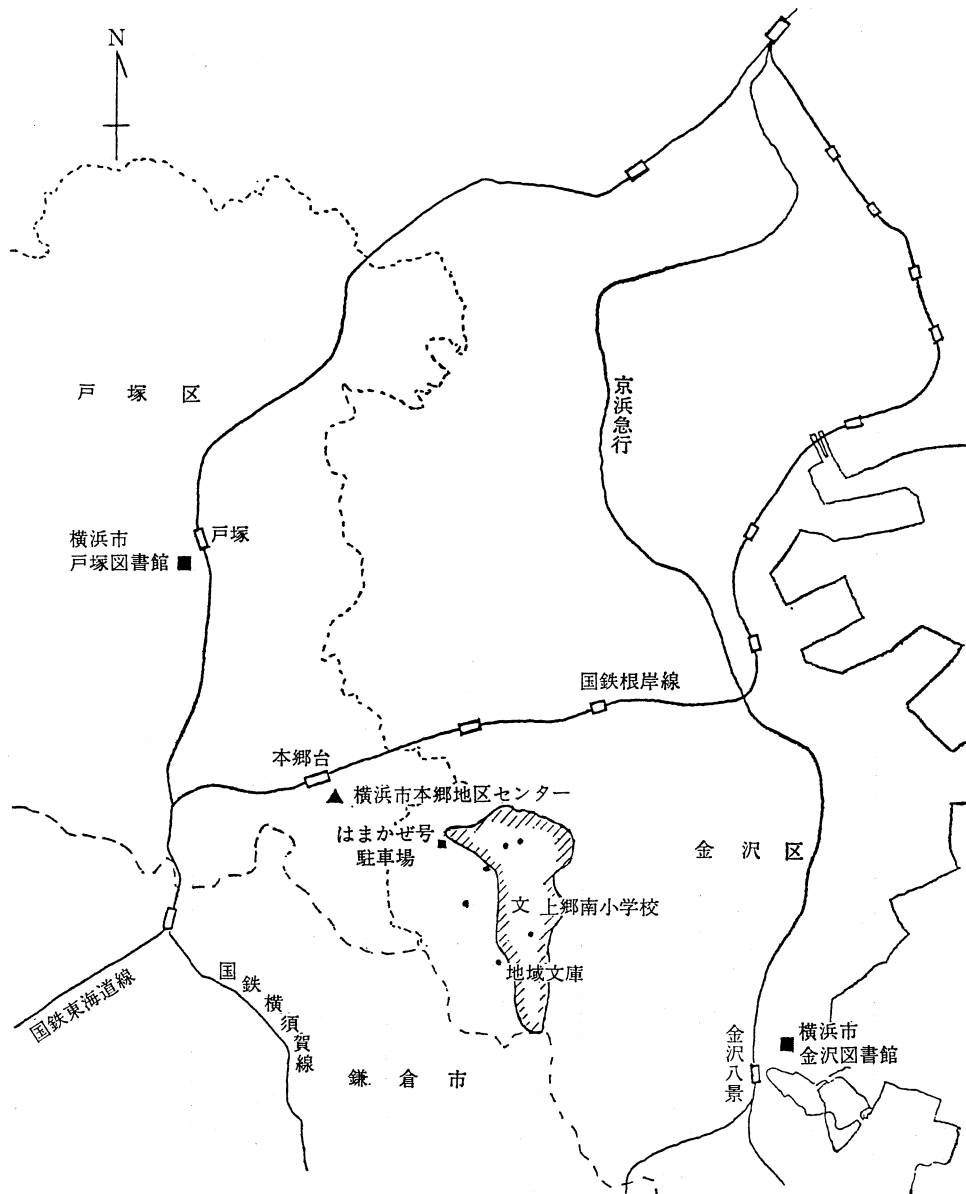 N
戸塚区
京浜急行
戸塚
横浜市
戸塚図書館
国鉄根岸線
本郷台
横浜市本郷地区センター
はまかぜ号
駐車場
金沢区
文 上郷南小学校
地域文庫
国鉄東海道線
国鉄横須賀線
鎌倉市
金沢八景
横浜市
金沢図書館